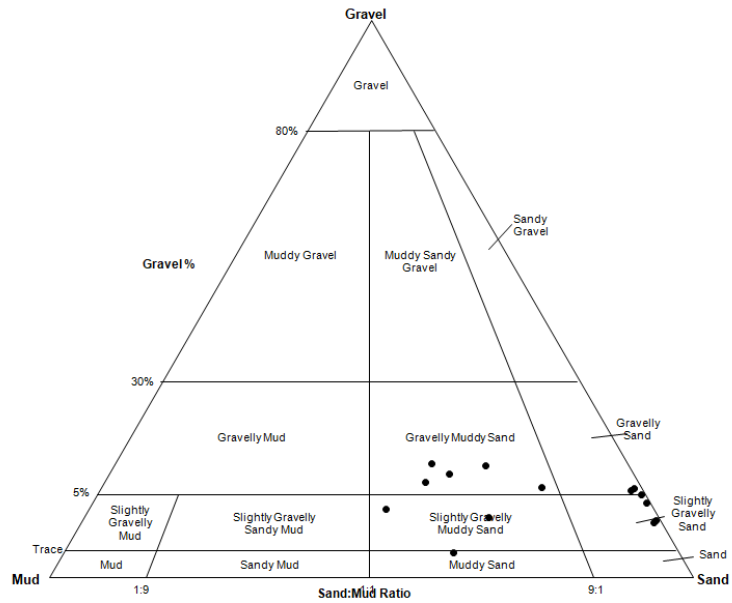 Gravel
Gravel
80%
Sandy
Gravel
Muddy Gravel
Muddy Sandy
Gravel
Gravel %
30%
Gravelly Mud
Gravelly Muddy Sand
Gravelly
Sand
5%
Slightly
Gravelly
Mud
Slightly Gravelly
Sandy Mud
Slightly Gravelly
Muddy Sand
Slightly
Gravelly
Sand
Trace
Mud
Mud
Sandy Mud
Muddy Sand
Sand
Sand
1:9
1:1
9:1
Sand:Mud Ratio